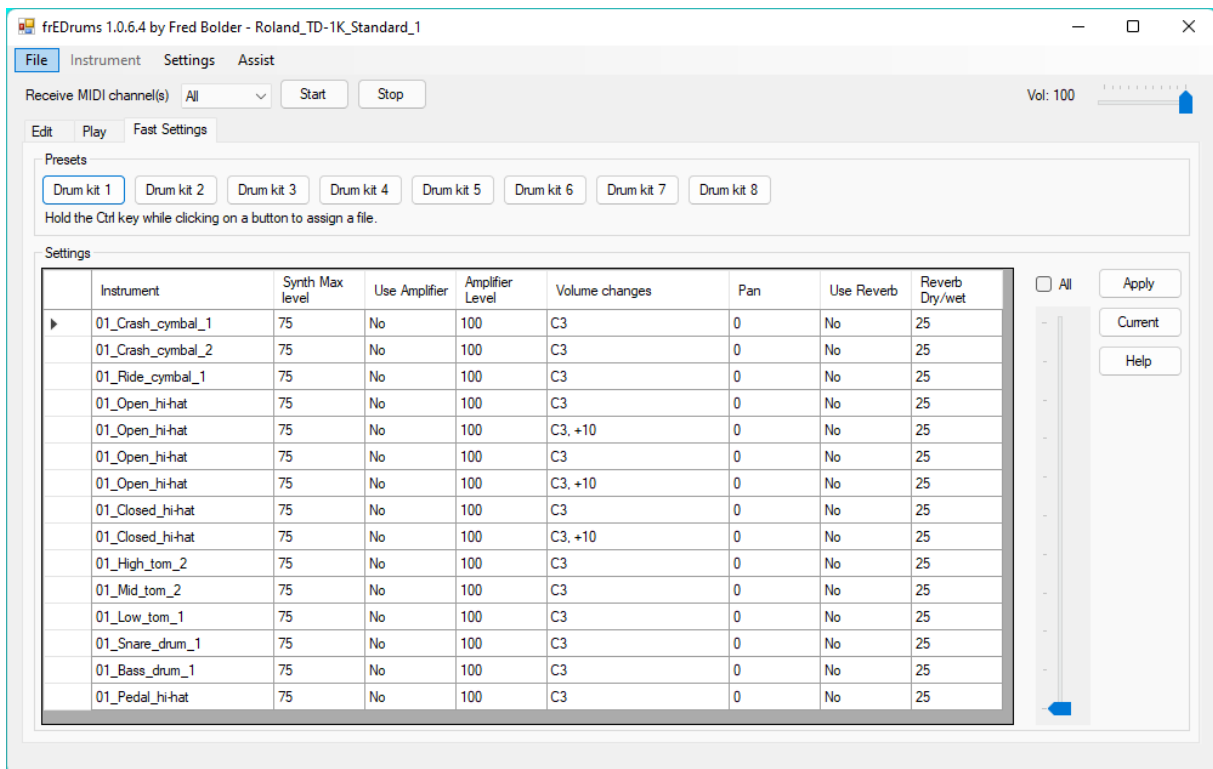 frEDrums 1.0.6.4 by Fred Bolder - Roland_TD-1K_Standard_1
File Instrument Settings Assist
Receive MIDI channel(s) All Start Stop Vol: 100
Edit Play Fast Settings
Presets
Drum kit 1 Drum kit 2 Drum kit 3 Drum kit 4 Drum kit 5 Drum kit 6 Drum kit 7 Drum kit 8
Hold the Ctrl key while clicking on a button to assign a file.
Settings
Instrument Synth Max level Use Amplifier Amplifier Level Volume changes Pan Use Reverb Reverb Dry/wet All Apply
01_Crash_cymbal_1 75 No 100 C3 0 No 25 Current
01_Crash_cymbal_2 75 No 100 C3 0 No 25
01_Ride_cymbal_1 75 No 100 C3 0 No 25 Help
01_Open_hi-hat 75 No 100 C3 0 No 25
01_Open_hi-hat 75 No 100 C3, +10 0 No 25
01_Open_hi-hat 75 No 100 C3 0 No 25
01_Open_hi-hat 75 No 100 C3, +10 0 No 25
01_Closed_hi-hat 75 No 100 C3 0 No 25
01_Closed_hi-hat 75 No 100 C3, +10 0 No 25
01_High_tom_2 75 No 100 C3 0 No 25
01_Mid_tom_2 75 No 100 C3 0 No 25
01_Low_tom_1 75 No 100 C3 0 No 25
01_Snare_drum_1 75 No 100 C3 0 No 25
01_Bass_drum_1 75 No 100 C3 0 No 25
01_Pedal_hi-hat 75 No 100 C3 0 No 25